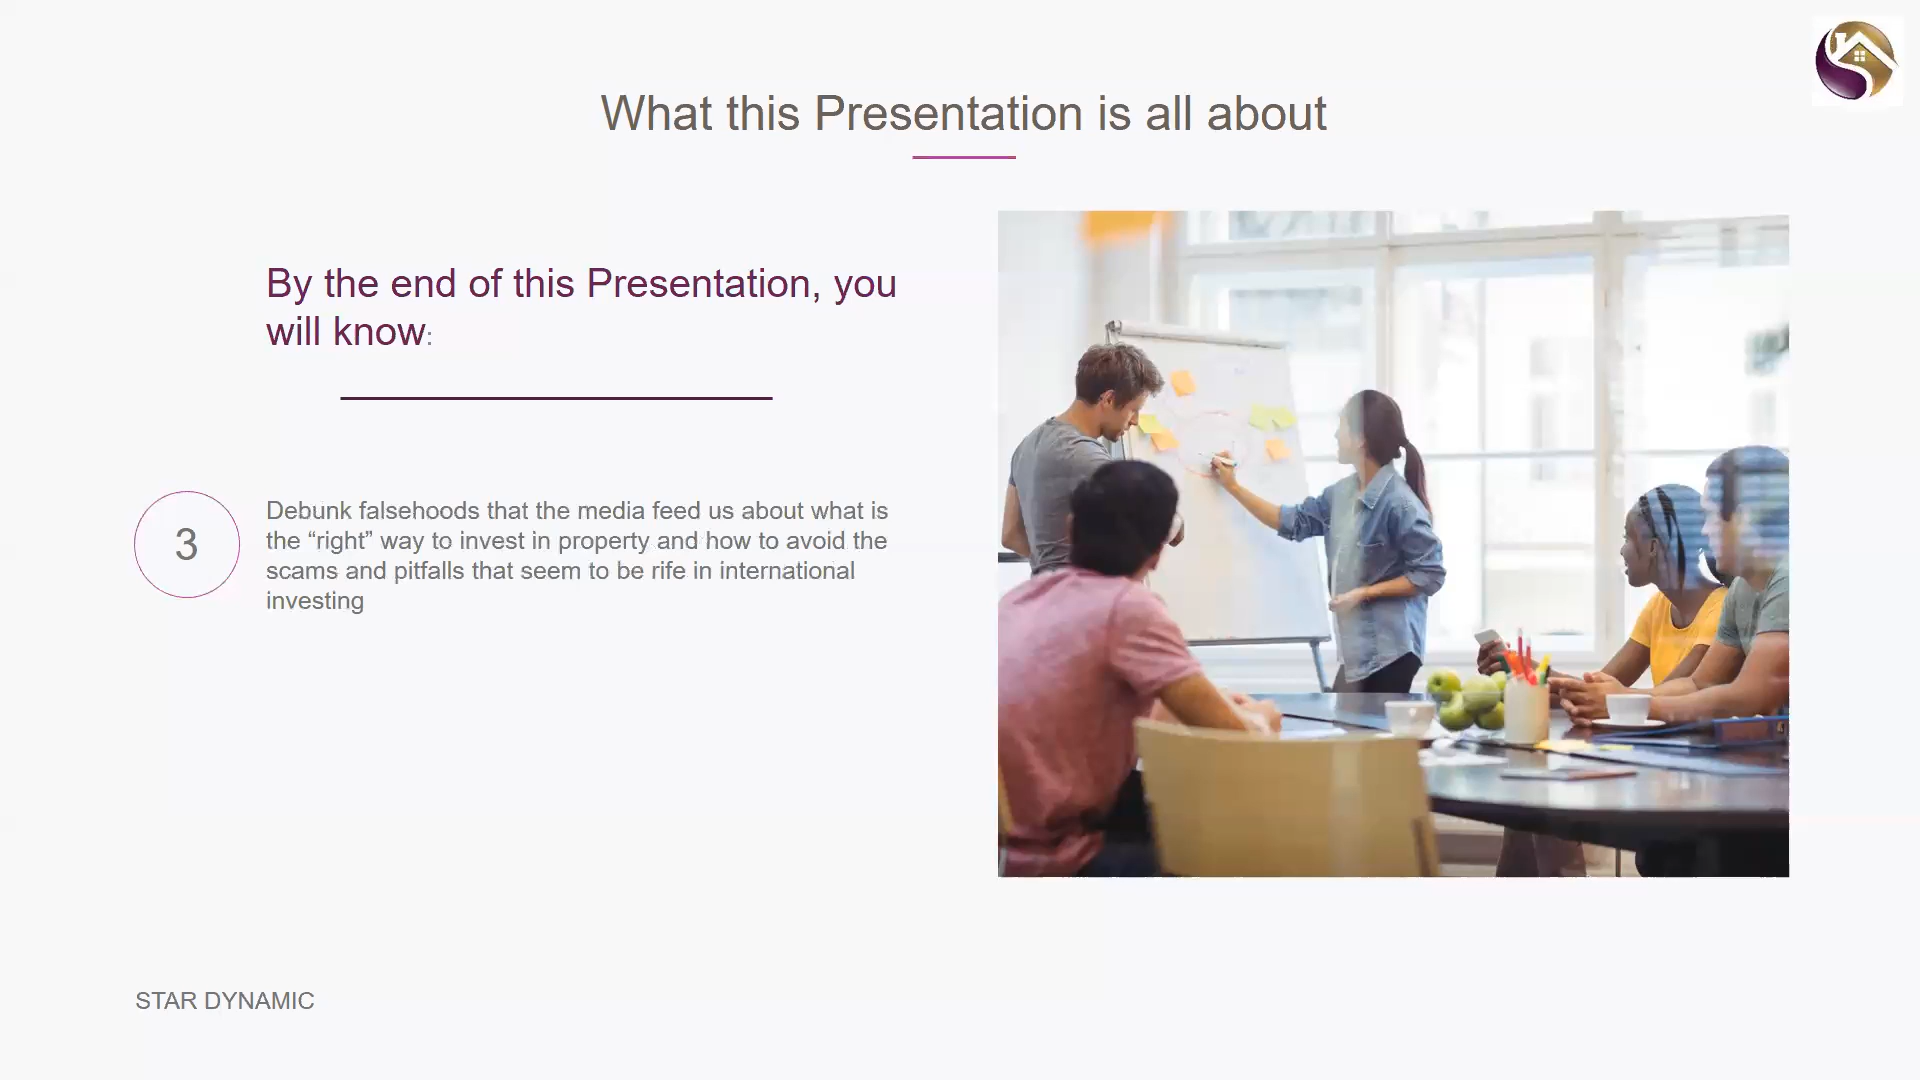 What this Presentation is all about
By the end of this Presentation, you
will know:
3
Debunk falsehoods that the media feed us about what is
the “right” way to invest in property and how to avoid the
scams and pitfalls that seem to be rife in international
investing
STAR DYNAMIC